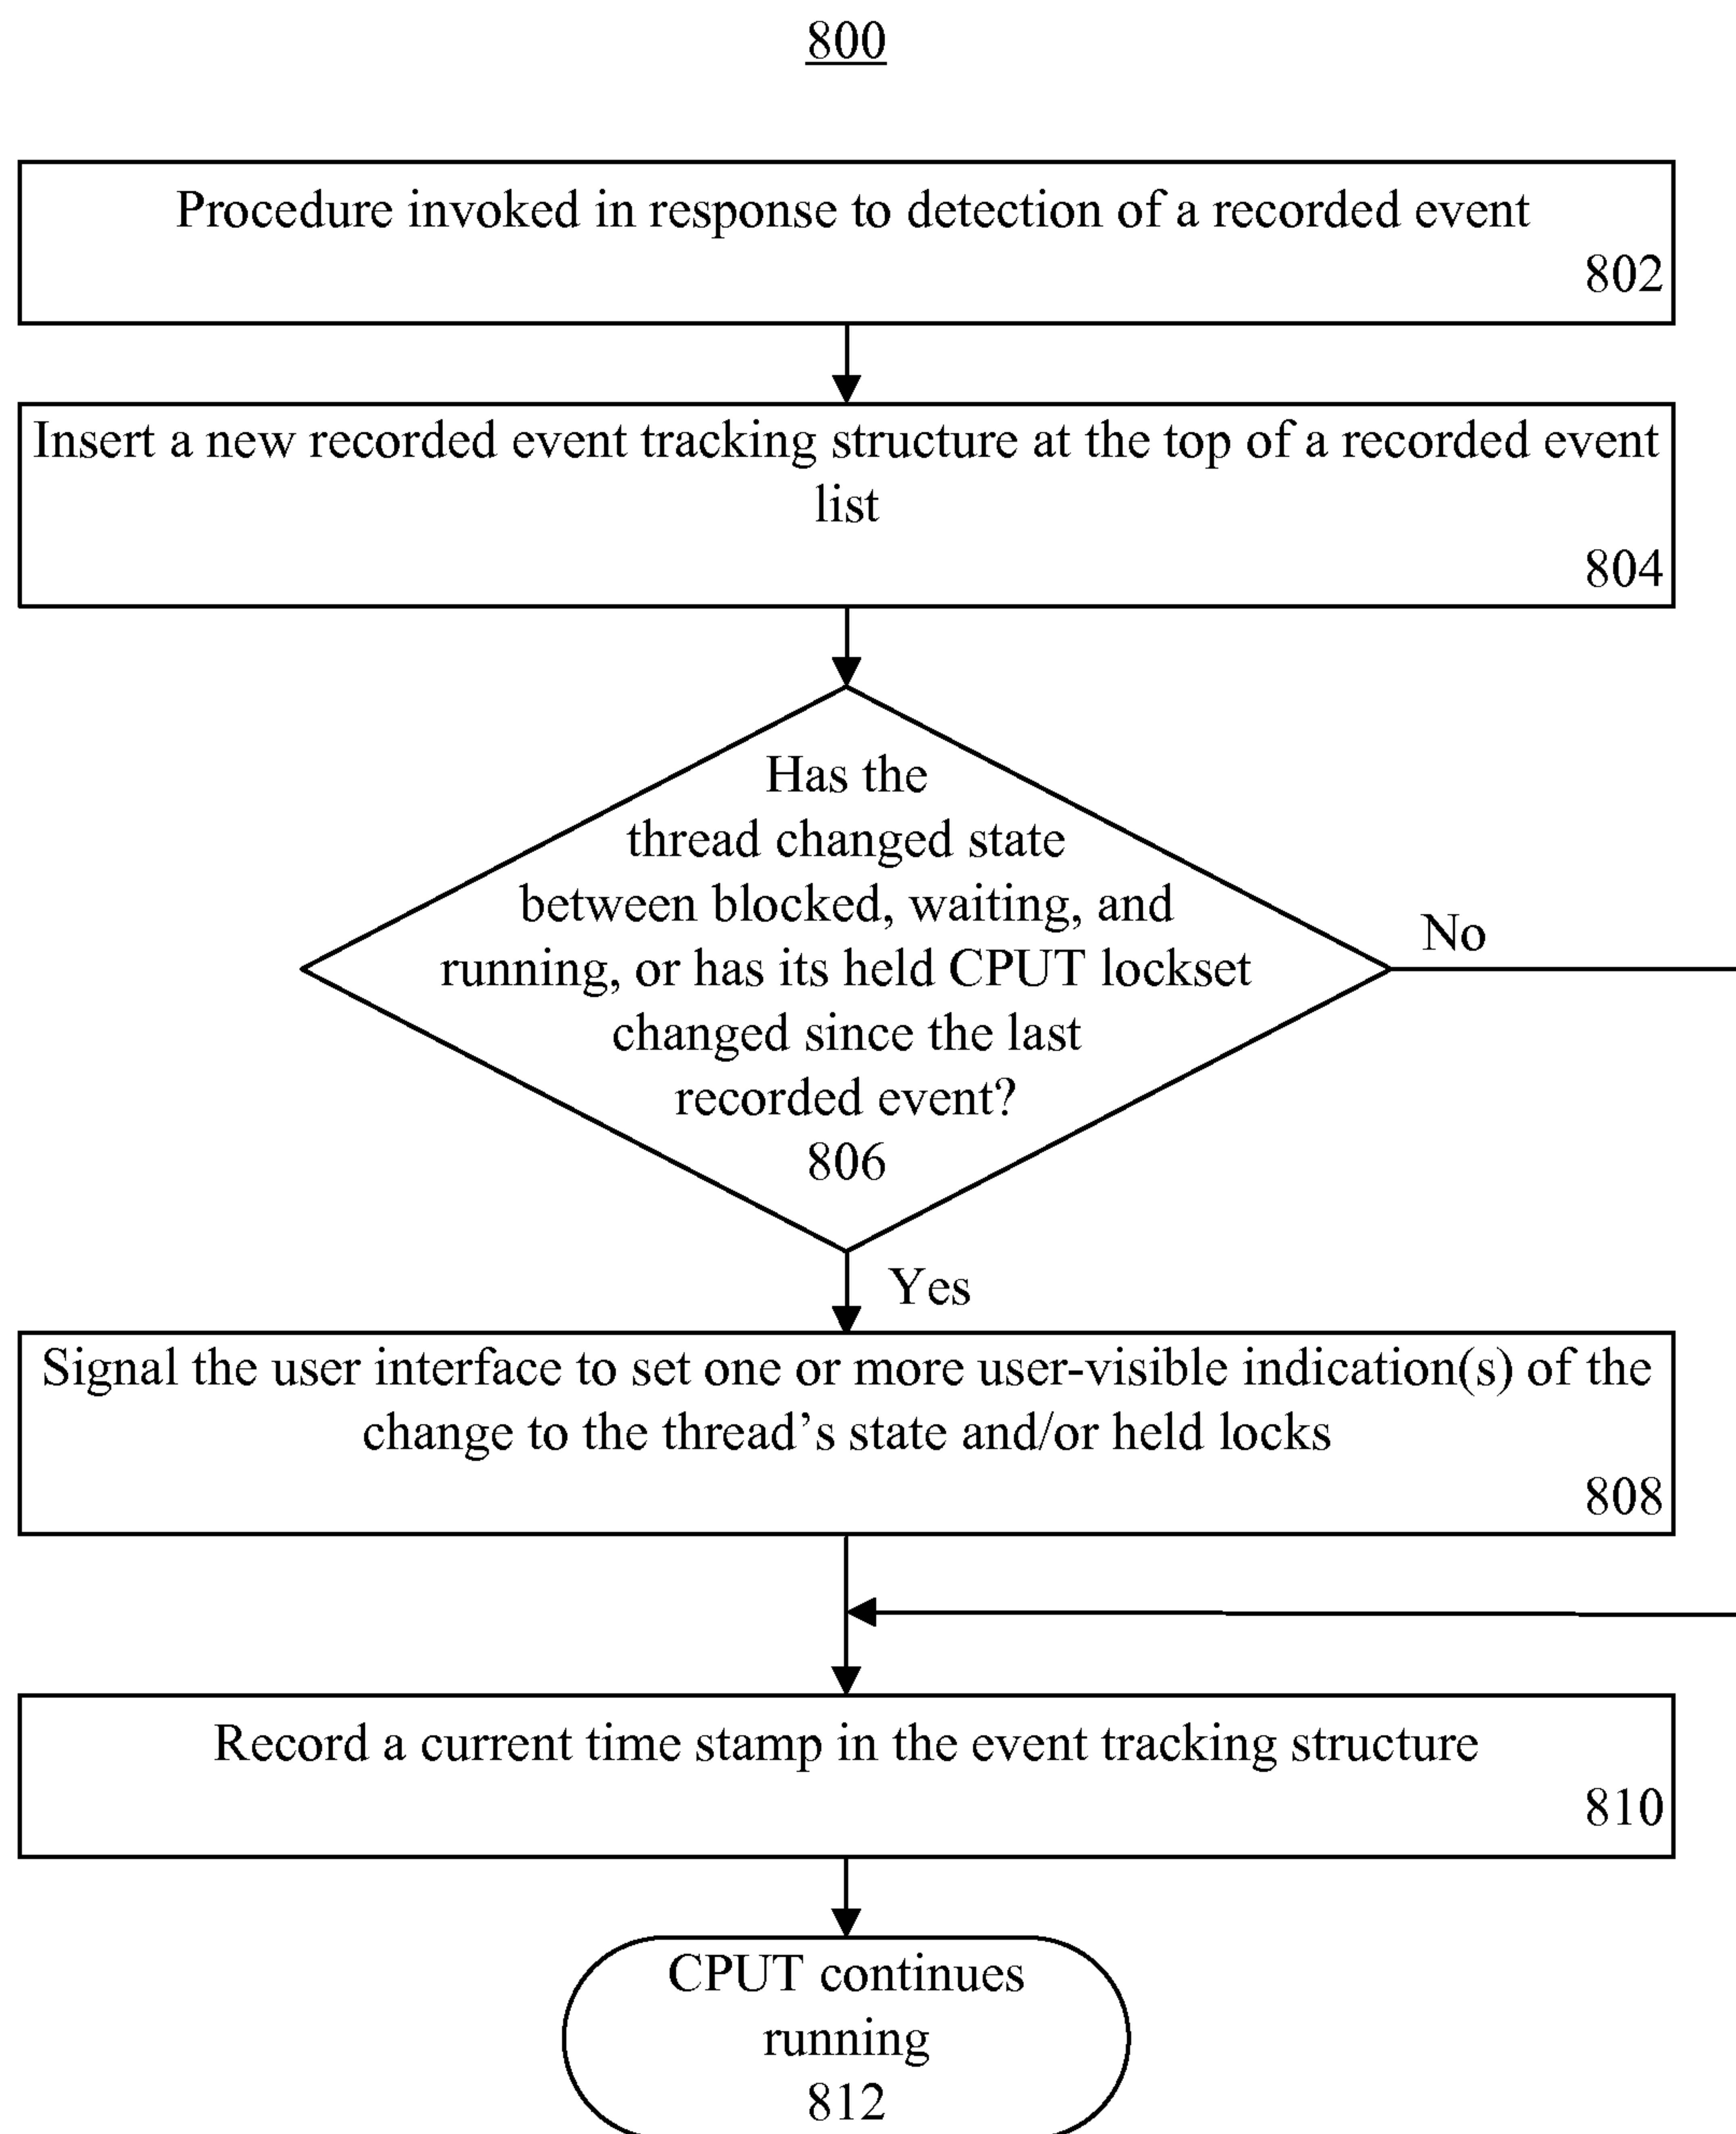 800
Procedure invoked in response to detection of a recorded event
802
Insert a new recorded event tracking structure at the top of a recorded event
list
804
Has the
thread changed state
between blocked, waiting, and
running, or has its held CPUT lockset
changed since the last
recorded event?
806
No
Yes
Signal the user interface to set one or more user-visible indication(s) of the
change to the thread’s state and/or held locks
808
Record a current time stamp in the event tracking structure
810
CPUT continues
running
812